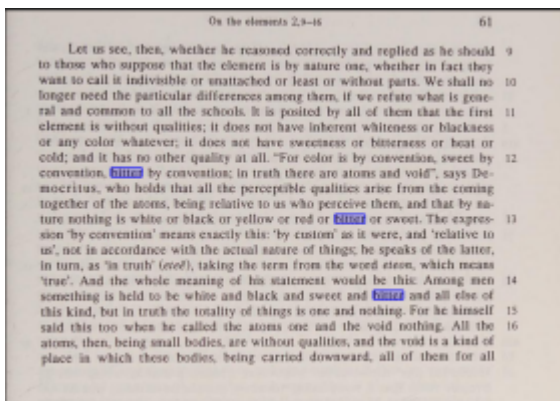 On the elements 2,9–16 61
Let us see, then, whether he reasoned correctly and replied as he should 9
to those who suppose that the element is by nature one, whether in fact they
want to call it indivisible or unattached or least or without parts. We shall no 10
longer need the particular differences among them, if we refute what is gene-
ral and common to all the schools. It is posited by all of them that the first 11
element is without qualities; it does not have inherent whiteness or blackness
or any color whatever; it does not have sweetness or bitterness or heat or
cold; and it has no other quality at all. "For color is by convention, sweet by 12
convention, bitter by convention; in truth there are atoms and void", says De-
mocritus, who holds that all the perceptible qualities arise from the coming
together of the atoms, being relative to us who perceive them, and that by na-
ture nothing is white or black or yellow or red or bitter or sweet. The expres- 13
sion 'by convention' means exactly this: 'by custom' as it were, and 'relative to
us', not in accordance with the actual nature of things; he speaks of the latter,
in turn, as 'in truth' (eteê), taking the term from the word eteon, which means
'true'. And the whole meaning of his statement would be this: Among men 14
something is held to be white and black and sweet and bitter and all else of
this kind, but in truth the totality of things is one and nothing. For he himself 15
said this too when he called the atoms one and the void nothing. All the 16
atoms, then, being small bodies, are without qualities, and the void is a kind of
place in which these bodies, being carried downward, all of them for all